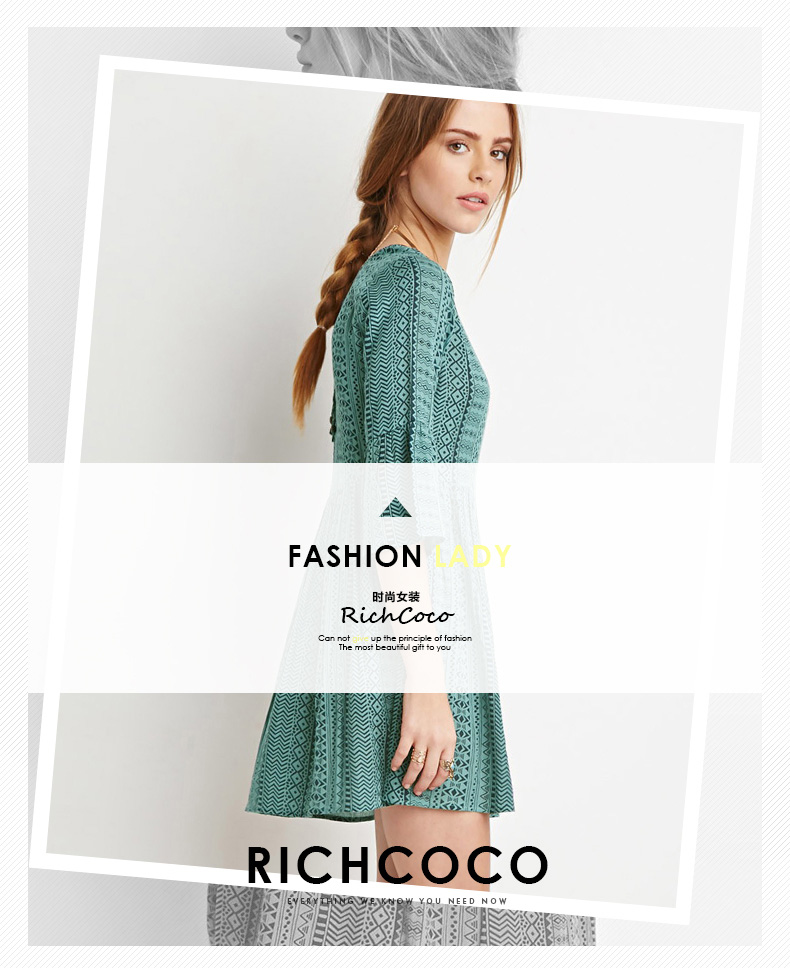 FASHION LADY
时尚女装
RichCoco
Can not give up the principle of fashion
The most beautiful gift to you
RICHCOCO
EVERYTHING WE KNOW YOU NEED NOW